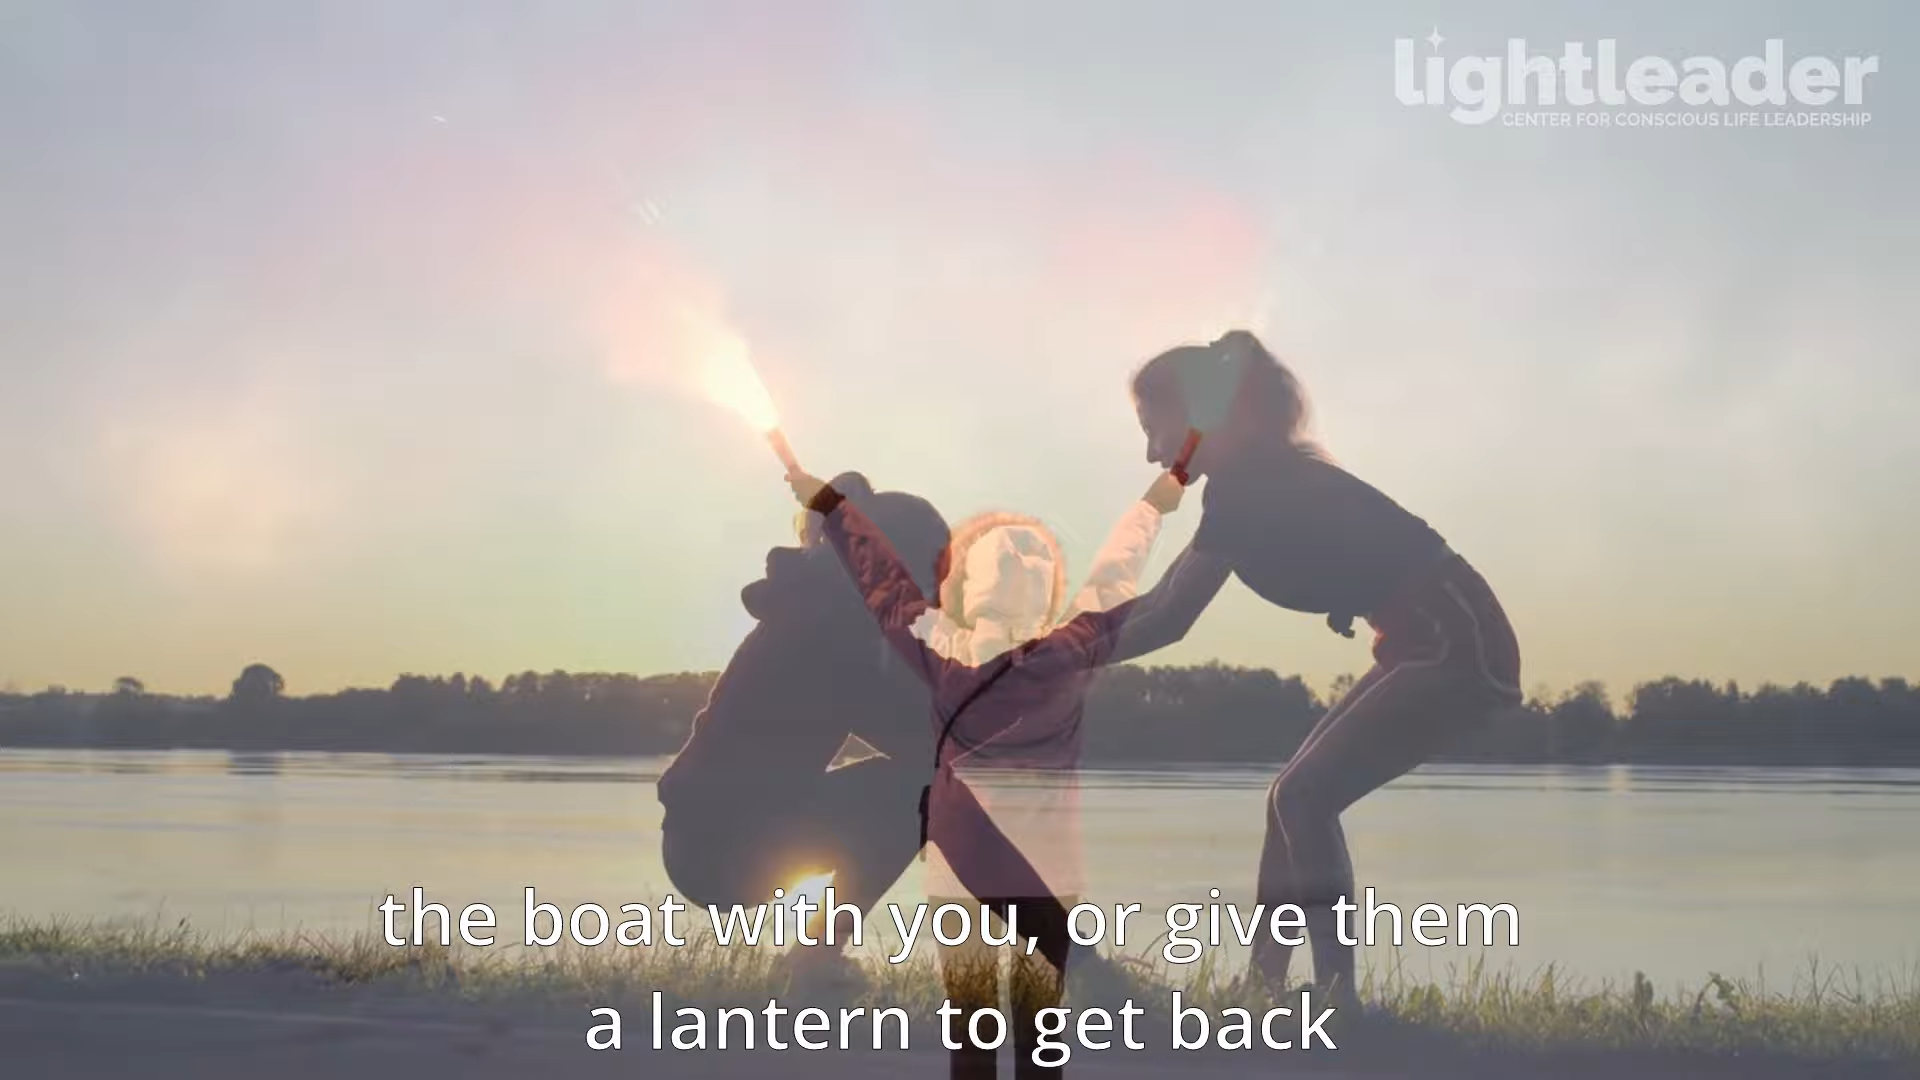 lightleader
CENTER FOR CONSCIOUS LIFE LEADERSHIP
the boat with you, or give them
a lantern to get back